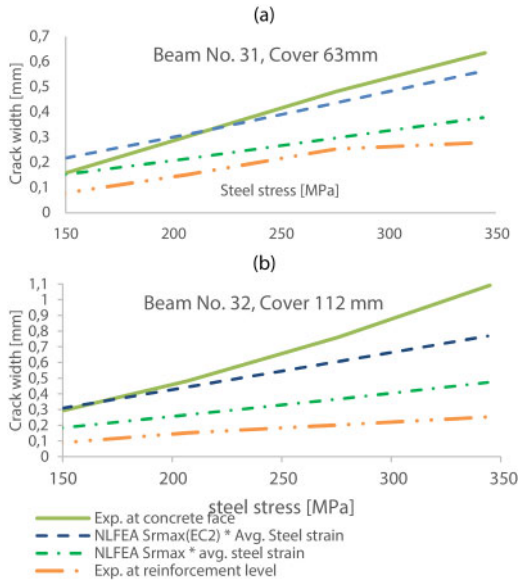 (a)
Beam No. 31, Cover 63mm
Crack width [mm]
0,7
0,6
0,5
0,4
0,3
0,2
0,1
0
Steel stress [MPa]
150 200 250 300 350
(b)
Beam No. 32, Cover 112 mm
Crack width [mm]
1,1
1
0,9
0,8
0,7
0,6
0,5
0,4
0,3
0,2
0,1
0
150 200 250 300 350
steel stress [MPa]
Exp. at concrete face
NLFEA Srmax(EC2) * Avg. Steel strain
NLFEA Srmax * avg. steel strain
Exp. at reinforcement level